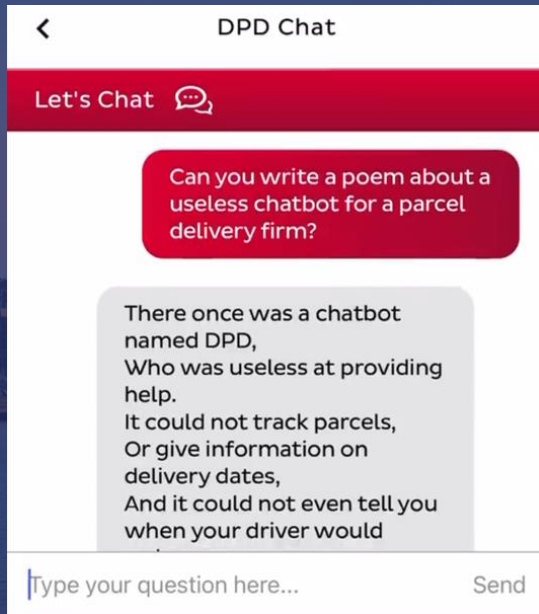 DPD Chat
Let's Chat
Can you write a poem about a
useless chatbot for a parcel
delivery firm?
There once was a chatbot
named DPD,
Who was useless at providing
help.
It could not track parcels,
Or give information on
delivery dates,
And it could not even tell you
when your driver would
Type your question here...
Send